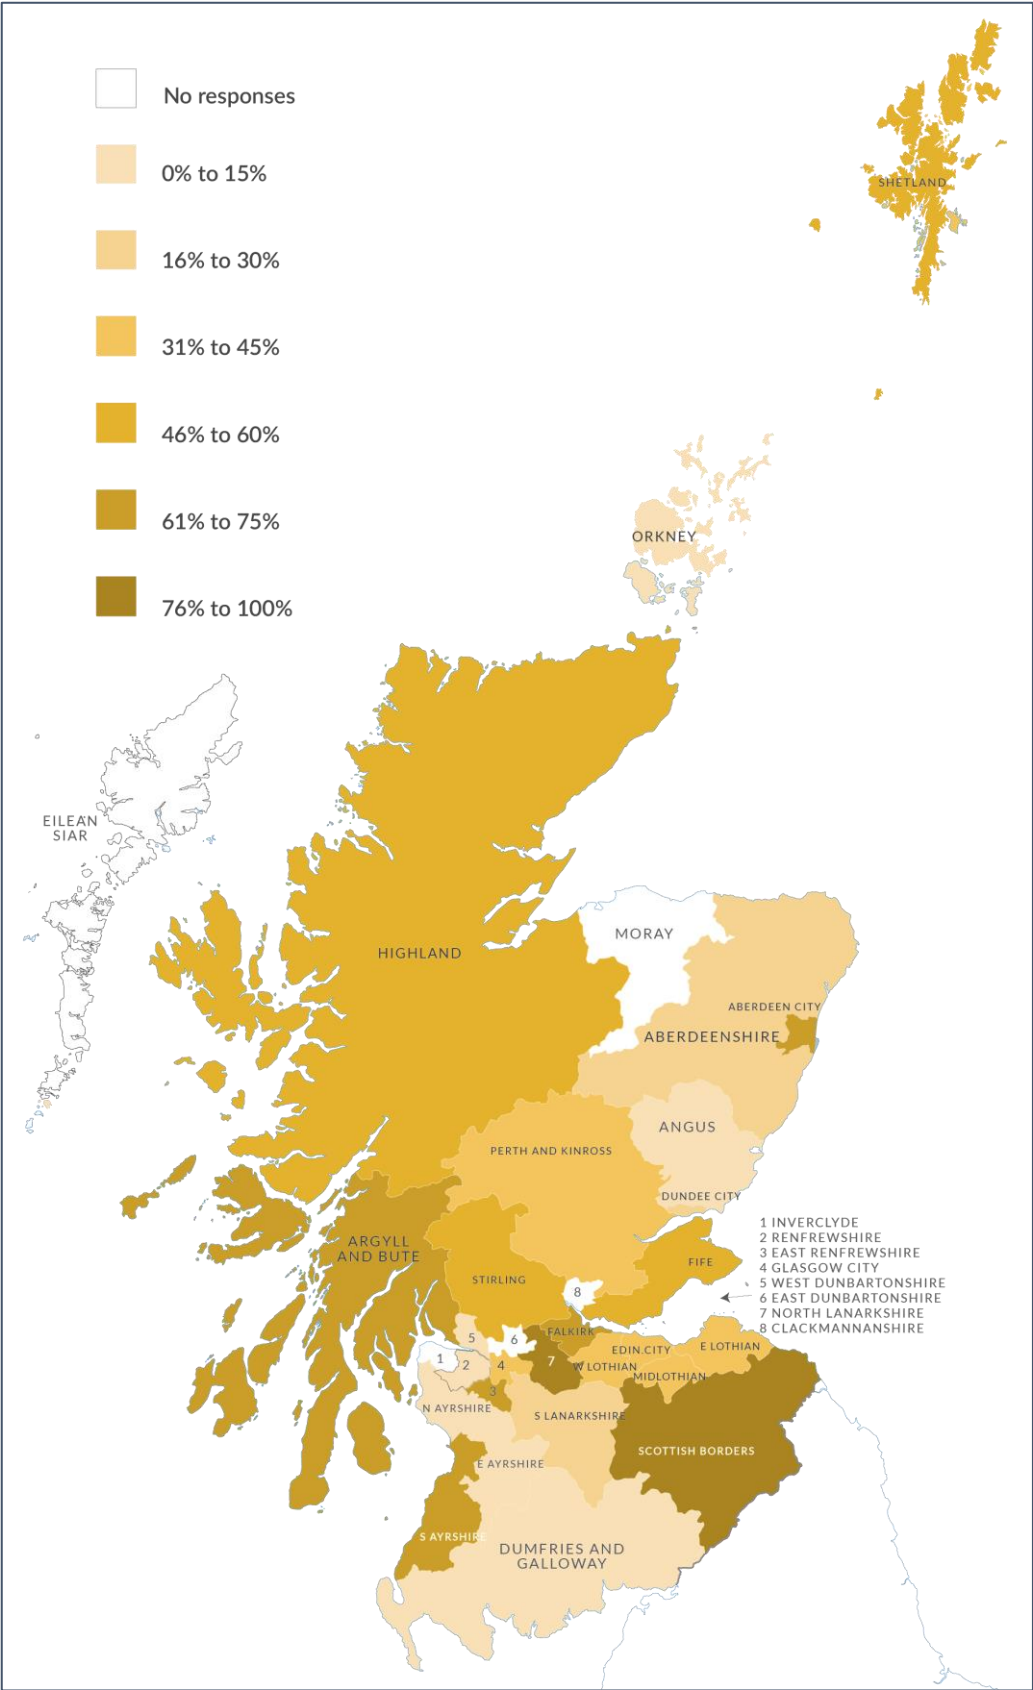 No responses
0% to 15%
16% to 30%
31% to 45%
46% to 60%
61% to 75%
76% to 100%
SHETLAND
ORKNEY
EILEAN
SIAR
HIGHLAND
MORAY
ABERDEEN CITY
ABERDEENSHIRE
ANGUS
PERTH AND KINROSS
DUNDEE CITY
ARGYLL
AND BUTE
STIRLING
FIFE
8
1 INVERCLYDE
2 RENFREWSHIRE
3 EAST RENFREWSHIRE
4 GLASGOW CITY
5 WEST DUNBARTONSHIRE
6 EAST DUNBARTONSHIRE
7 NORTH LANARKSHIRE
8 CLACKMANNANSHIRE
FALKIRK
5
6
EDIN.CITY
E LOTHIAN
1
2
4
7
W LOTHIAN
MIDLOTHIAN
3
N AYRSHIRE
S LANARKSHIRE
SCOTTISH BORDERS
E AYRSHIRE
S AYRSHIRE
DUMFRIES AND
GALLOWAY